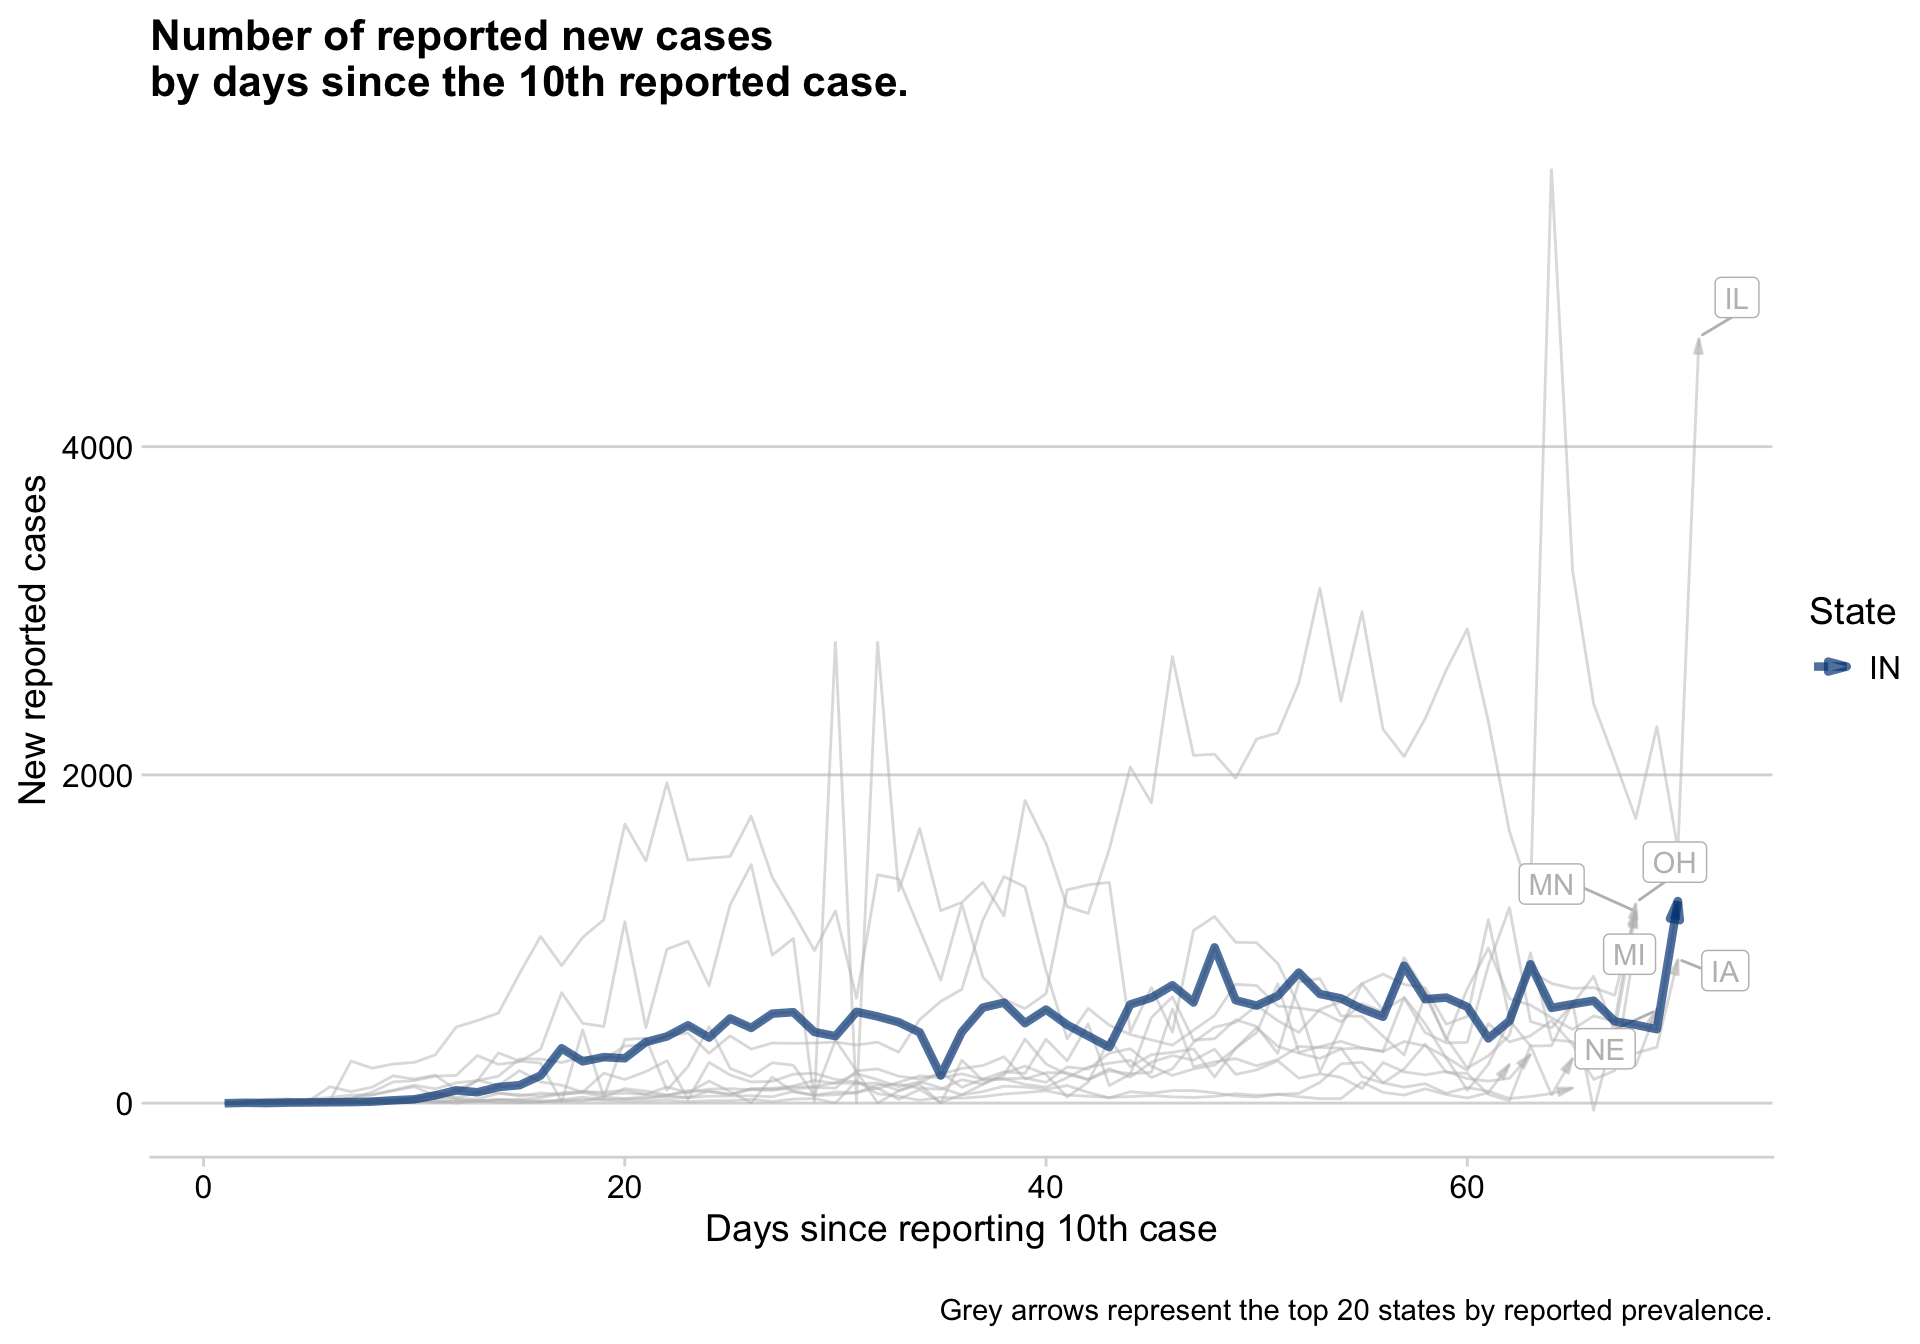 Number of reported new cases
by days since the 10th reported case.
New reported cases
4000
2000
0
IL
OH
MN
MI
IA
NE
State
IN
0
20
40
60
Days since reporting 10th case
Grey arrows represent the top 20 states by reported prevalence.